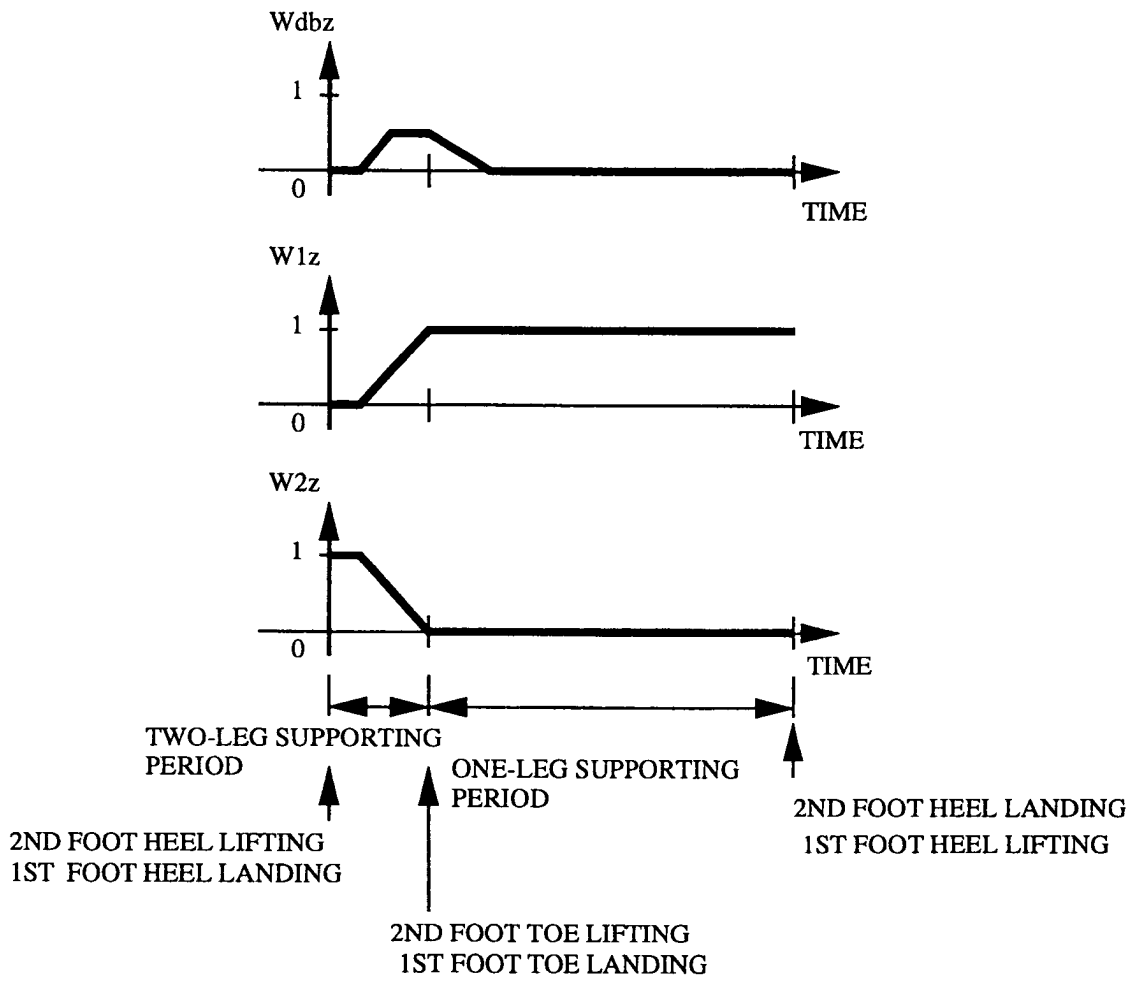 Wdbz
1
0
TIME
W1z
1
0
TIME
W2z
1
0
TIME
TWO-LEG SUPPORTING
PERIOD
ONE-LEG SUPPORTING
PERIOD
2ND FOOT HEEL LIFTING
1ST FOOT HEEL LANDING
2ND FOOT HEEL LANDING
1ST FOOT HEEL LIFTING
2ND FOOT TOE LIFTING
1ST FOOT TOE LANDING